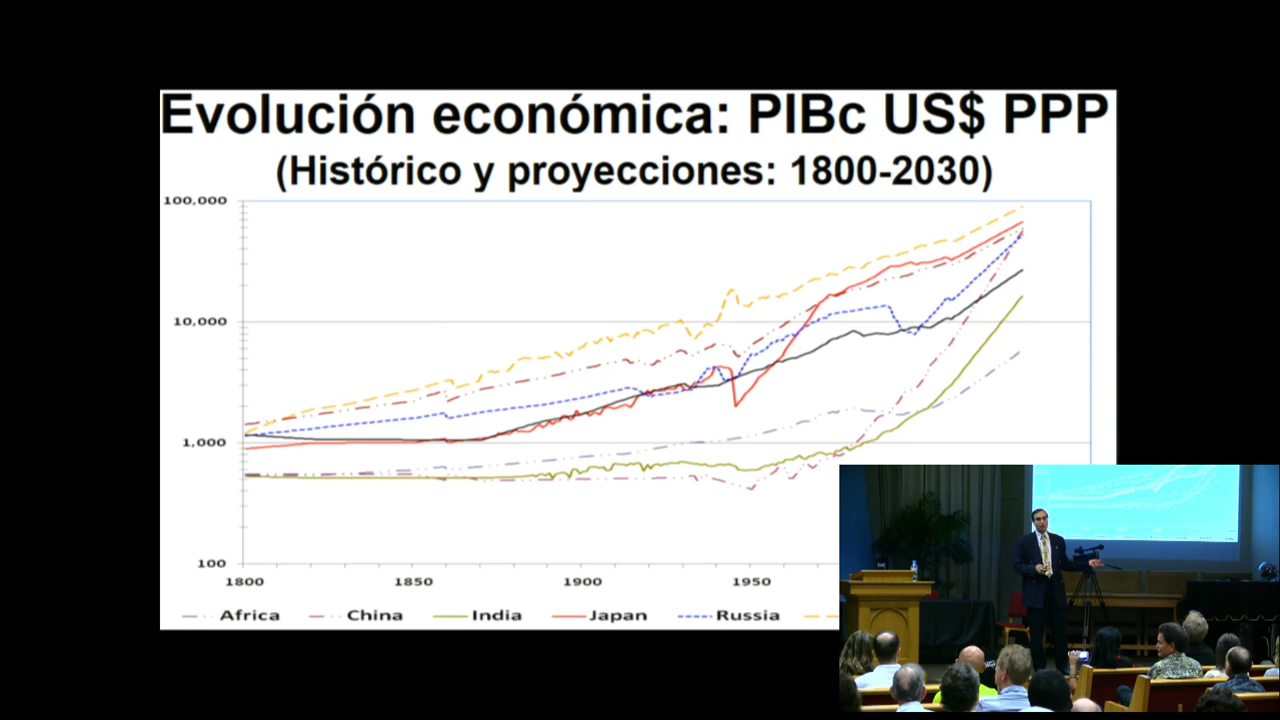 Evolución económica: PIBc US$ PPP
(Histórico y proyecciones: 1800-2030)
100,000
10,000
1,000
100
1800 1850 1900 1950
Africa China India Japan Russia